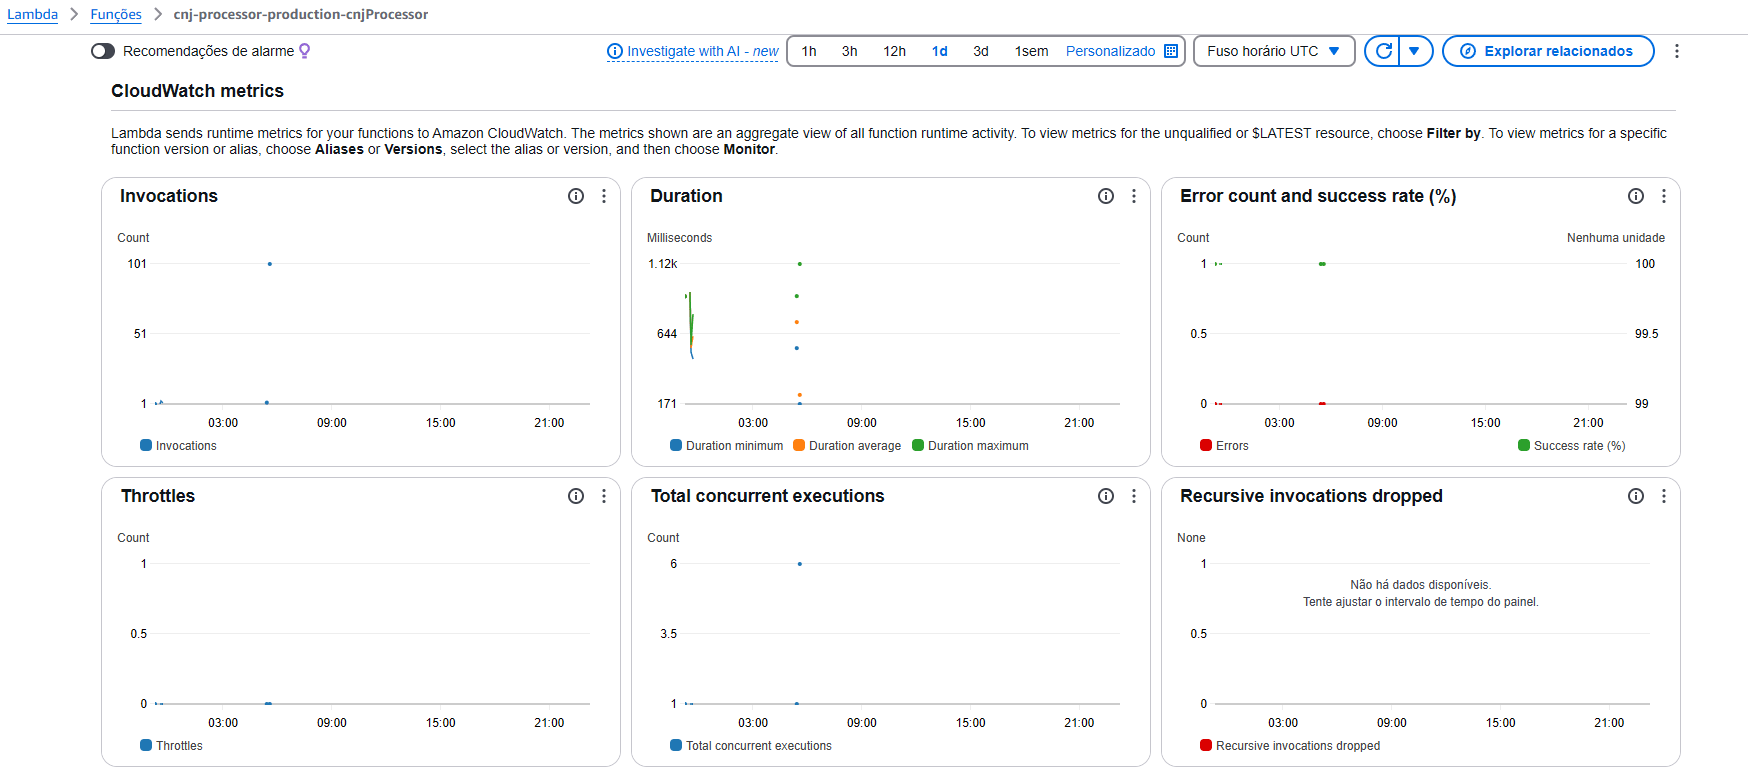 Lambda > Funções > cnj-processor-production-cnjProcessor
Recomendações de alarme
Investigate with AI - new
1h 3h 12h 1d 3d 1sem Personalizado
Fuso horário UTC
Explorar relacionados
CloudWatch metrics
Lambda sends runtime metrics for your functions to Amazon CloudWatch. The metrics shown are an aggregate view of all function runtime activity. To view metrics for the unqualified or $LATEST resource, choose Filter by. To view metrics for a specific
function version or alias, choose Aliases or Versions, select the alias or version, and then choose Monitor.
Invocations
Count
101
51
1
03:00 09:00 15:00 21:00
Invocations
Duration
Milliseconds
1.12k
644
171
03:00 09:00 15:00 21:00
Duration minimum Duration average Duration maximum
Error count and success rate (%)
Count Nenhuma unidade
1 100
0.5 99.5
0 99
03:00 09:00 15:00 21:00
Errors Success rate (%)
Throttles
Count
1
0.5
0
03:00 09:00 15:00 21:00
Throttles
Total concurrent executions
Count
6
3.5
1
03:00 09:00 15:00 21:00
Total concurrent executions
Recursive invocations dropped
None
1
Não há dados disponíveis.
Tente ajustar o intervalo de tempo do painel.
0.5
0
03:00 09:00 15:00 21:00
Recursive invocations dropped